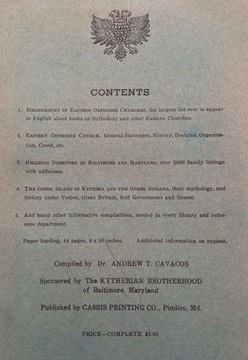 CONTENTS
1. BIBLIOGRAPHY OF EASTERN ORTHODOX CHURCHES, the largest list ever to appear
in English about books on Orthodoxy and other Eastern Churches.
2. EASTERN ORTHODOX CHURCH. General Statement, History, Doctrine, Organiza-
tion, Creed, etc.
3. HELLENIC DIRECTORY OF BALTIMORE AND MARYLAND, over 2000 family listings
with addresses.
4. THE GREEK ISLAND OF KYTHERA AND THE OTHER IONIANS, their mythology, and
history under Venice, Great Britain, Self Government and Greece.
5. And many other informative compilations, needed in every library and refer-
ence department.
Paper binding, 44 pages, 8 x 10 inches. Additional information on request.
Compiled by Dr. ANDREW T. CAVACOS
Sponsored by The KYTHERIAN BROTHERHOOD
of Baltimore, Maryland
Published by CASSIS PRINTING CO., Pimlico, Md.
PRICE—COMPLETE